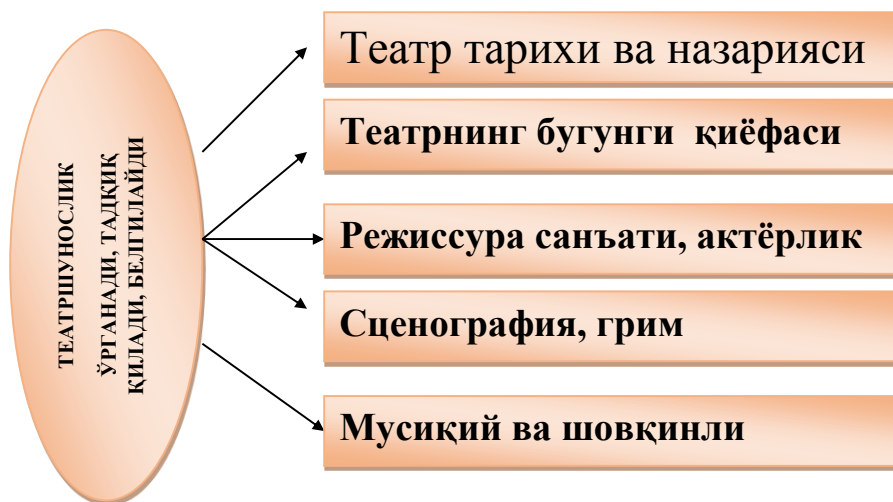 ТЕАТРШУНОСЛИК
ЎРГАНАДИ, ТАДҚИҚ
ҚИЛАДИ, БЕЛГИЛАЙДИ
Театр тарихи ва назарияси
Театрнинг бугунги қиёфаси
Режиссура санъати, актёрлик
Сценография, грим
Мусиқий ва шовқинли